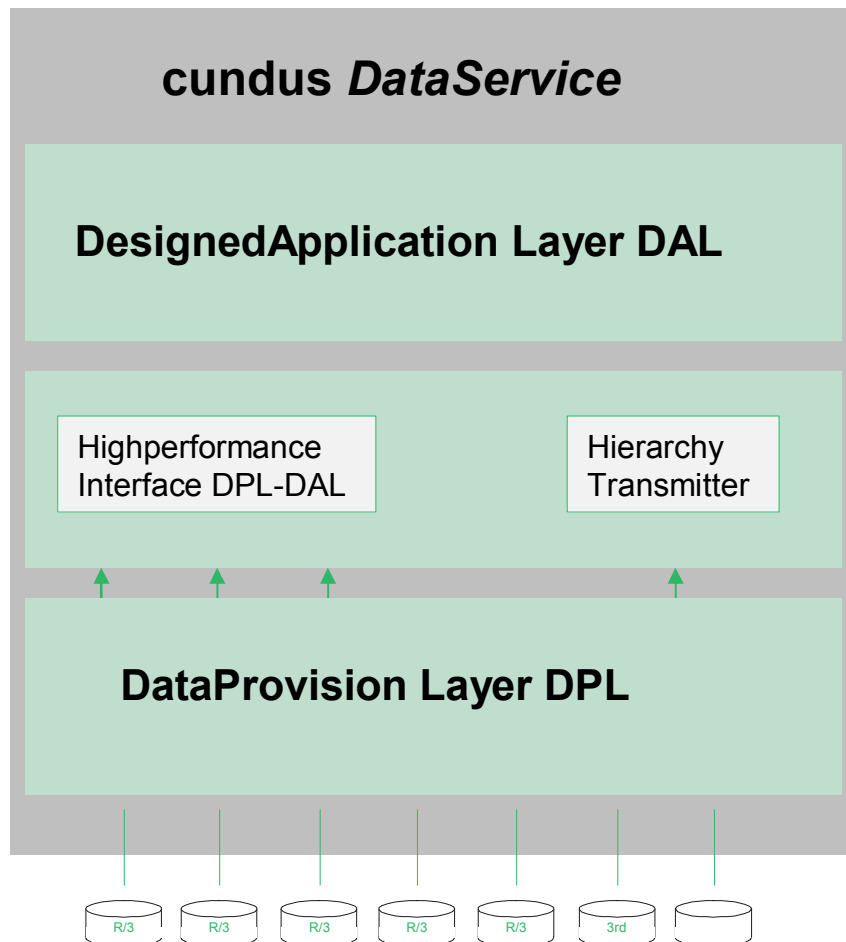 cundus DataService
DesignedApplication Layer DAL
Highperformance
Interface DPL-DAL
Hierarchy
Transmitter
DataProvision Layer DPL
R/3
R/3
R/3
R/3
R/3
3rd